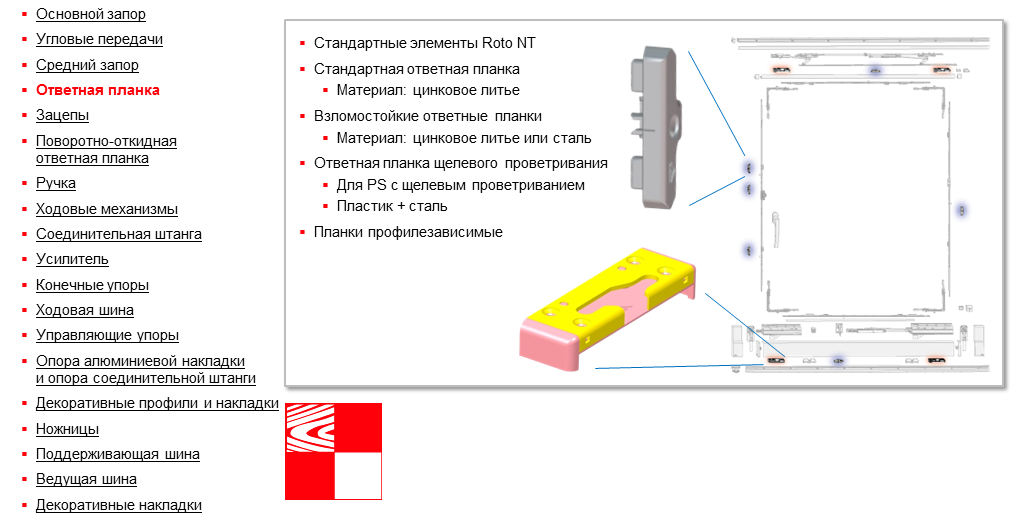 Основной запор
Угловые передачи
Средний запор
Ответная планка
Зацепы
Поворотно-откидная
ответная планка
Ручка
Ходовые механизмы
Соединительная штанга
Усилитель
Конечные упоры
Ходовая шина
Управляющие упоры
Опора алюминиевой накладки
и опора соединительной штанги
Декоративные профили и накладки
Ножницы
Поддерживающая шина
Ведущая шина
Декоративные накладки
Стандартные элементы Roto NT
Стандартная ответная планка
Материал: цинковое литье
Взломостойкие ответные планки
Материал: цинковое литье или сталь
Ответная планка щелевого проветривания
Для PS с щелевым проветриванием
Пластик + сталь
Планки профилезависимые